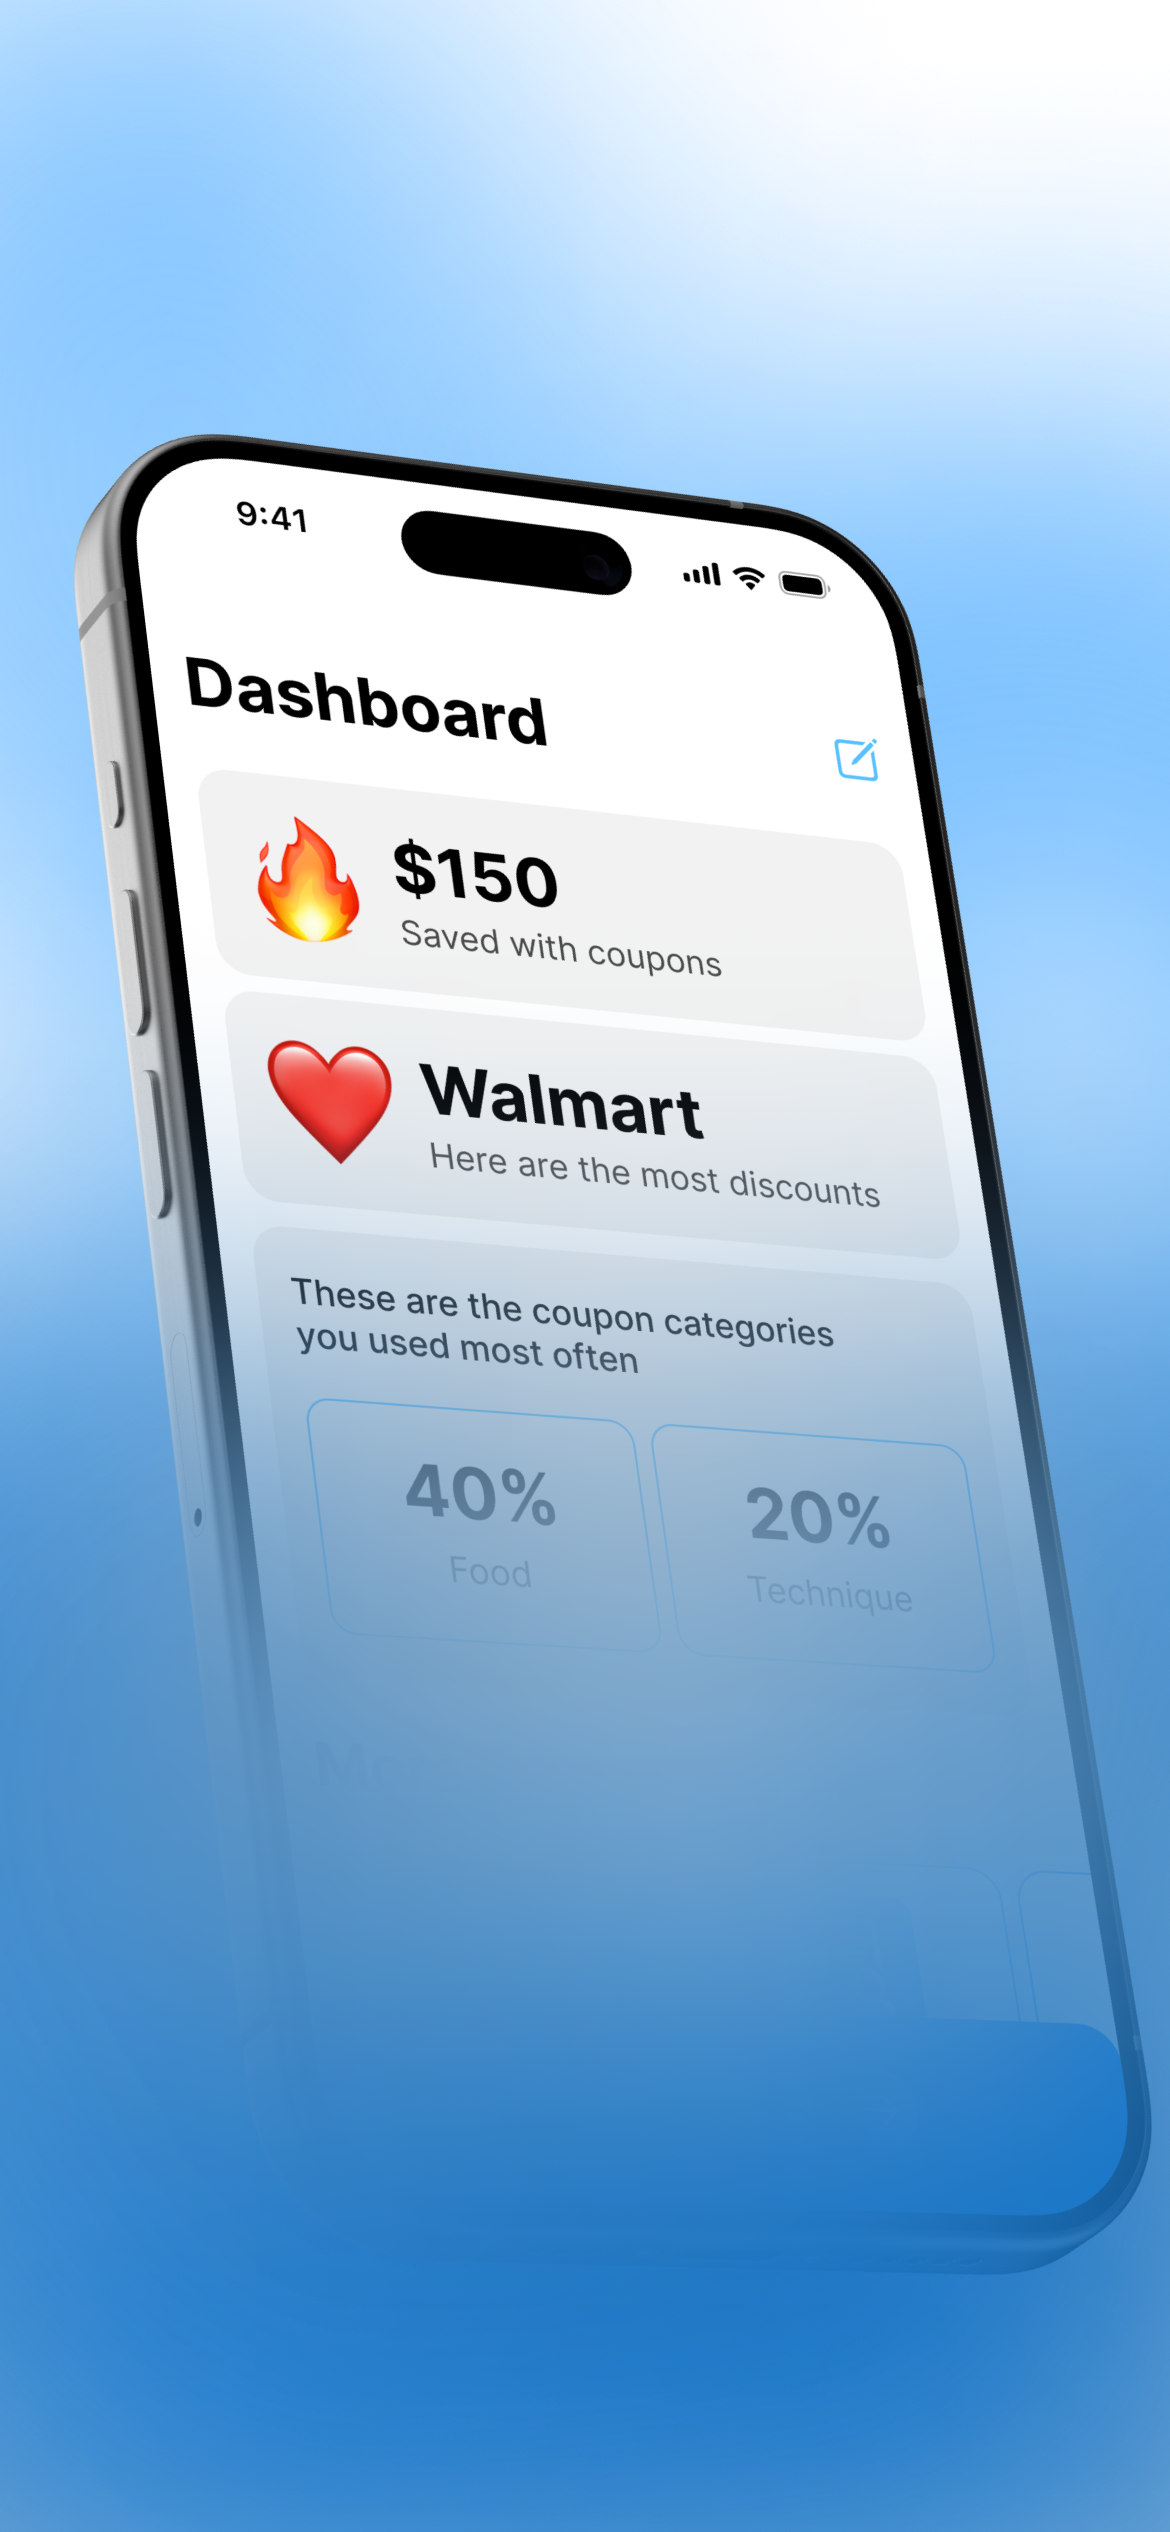 9:41
Dashboard
$150
Saved with coupons
Walmart
Here are the most discounts
These are the coupon categories
you used most often
40%
Food
20%
Technique